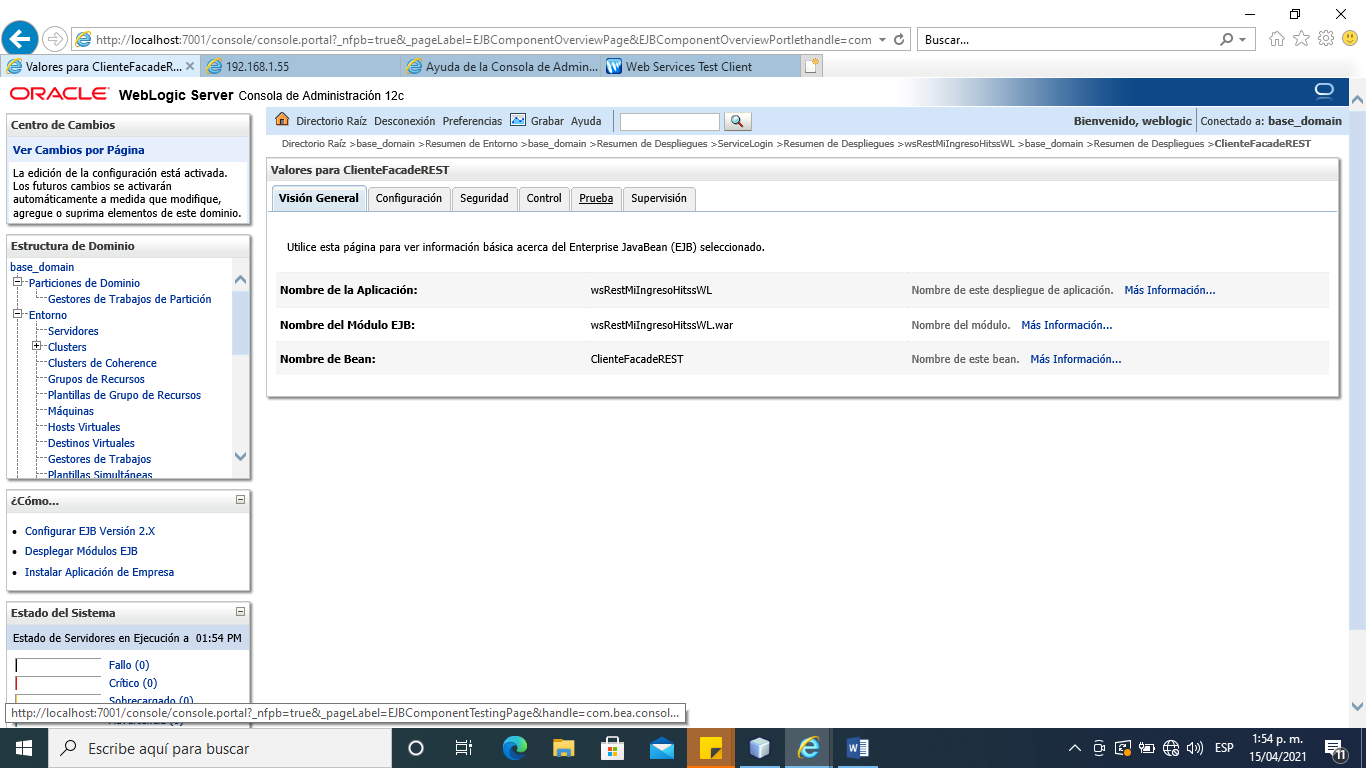 http://localhost:7001/console/console.portal?_nfpb=true&_pageLabel=EJBComponentOverviewPage&EJBComponentOverviewPortlethandle=com
Buscar...
Valores para ClienteFacadeR...
192.168.1.55
Ayuda de la Consola de Admin...
Web Services Test Client
ORACLE WebLogic Server Consola de Administración 12c
Centro de Cambios
Ver Cambios por Página
La edición de la configuración está activada.
Los futuros cambios se activarán
automáticamente a medida que modifique,
agregue o suprima elementos de este dominio.
Estructura de Dominio
base_domain
Particiones de Dominio
Gestores de Trabajos de Partición
Entorno
Servidores
Clusters
Clusters de Coherence
Grupos de Recursos
Plantillas de Grupo de Recursos
Máquinas
Hosts Virtuales
Destinos Virtuales
Gestores de Trabajos
Plantillas Simultáneas
¿Cómo...
Configurar EJB Versión 2.X
Desplegar Módulos EJB
Instalar Aplicación de Empresa
Estado del Sistema
Estado de Servidores en Ejecución a 01:54 PM
Fallo (0)
Crítico (0)
Sobrecargado (0)
Directorio Raíz Desconexión Preferencias Grabar Ayuda
Bienvenido, weblogic Conectado a: base_domain
Directorio Raíz >base_domain >Resumen de Entorno >base_domain >Resumen de Despliegues >ServiceLogin >Resumen de Despliegues >wsRestMiIngresoHitssWL >base_domain >Resumen de Despliegues >ClienteFacadeREST
Valores para ClienteFacadeREST
Visión General Configuración Seguridad Control Prueba Supervisión
Utilice esta página para ver información básica acerca del Enterprise JavaBean (EJB) seleccionado.
Nombre de la Aplicación: wsRestMiIngresoHitssWL Nombre de este despliegue de aplicación. Más Información...
Nombre del Módulo EJB: wsRestMiIngresoHitssWL.war Nombre del módulo. Más Información...
Nombre de Bean: ClienteFacadeREST Nombre de este bean. Más Información...
http://localhost:7001/console/console.portal?_nfpb=true&_pageLabel=EJBComponentTestingPage&handle=com.bea.consol...
Escribe aquí para buscar
ESP
1:54 p. m.
15/04/2021
11